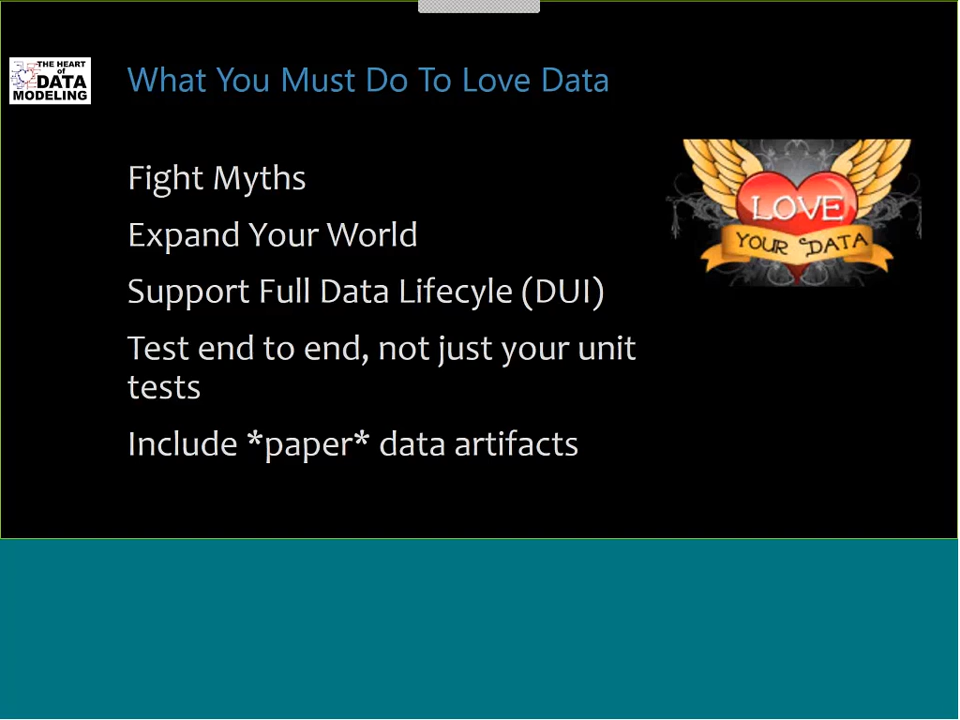 THE HEART
of
DATA
MODELING
What You Must Do To Love Data
Fight Myths
Expand Your World
Support Full Data Lifecyle (DUI)
Test end to end, not just your unit
tests
Include *paper* data artifacts
LOVE
YOUR DATA